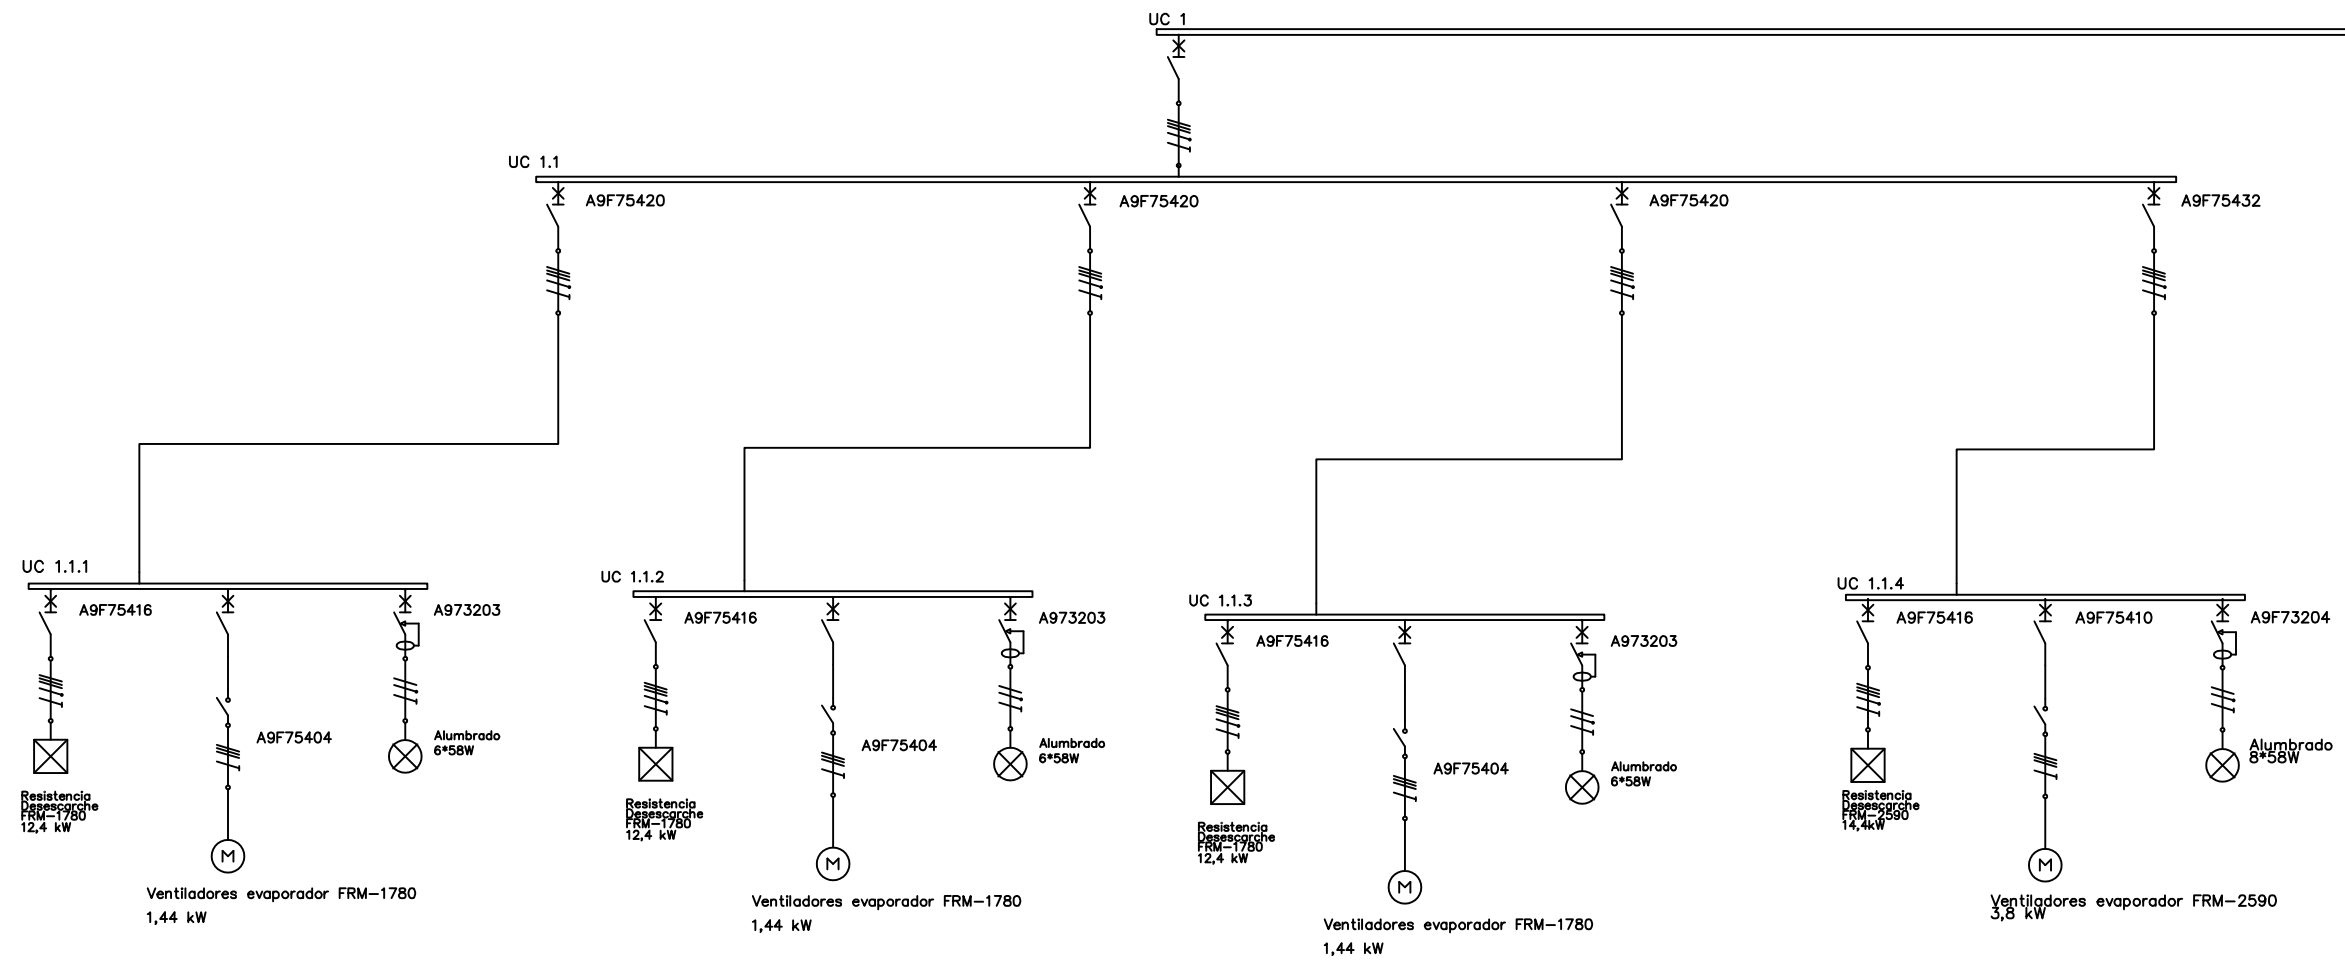 UC 1
UC 1.1
A9F75420
A9F75420
A9F75420
A9F75432
UC 1.1.1
A9F75416
A973203
A9F75404
Alumbrado
6*58W
Resistencia
Desescarche
FRM-1780
12,4 kW
M
Ventiladores evaporador FRM-1780
1,44 kW
UC 1.1.2
A9F75416
A973203
A9F75404
Alumbrado
6*58W
Resistencia
Desescarche
FRM-1780
12,4 kW
M
Ventiladores evaporador FRM-1780
1,44 kW
UC 1.1.3
A9F75416
A973203
A9F75404
Alumbrado
6*58W
Resistencia
Desescarche
FRM-1780
12,4 kW
M
Ventiladores evaporador FRM-1780
1,44 kW
UC 1.1.4
A9F75416
A9F75410
A9F73204
Alumbrado
8*58W
Resistencia
Desescarche
FRM-2590
14,4kW
M
Ventiladores evaporador FRM-2590
3,8 kW